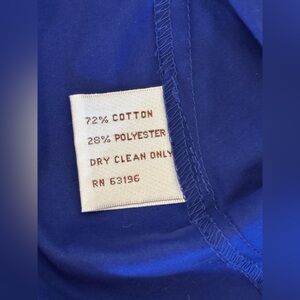 72% COTTON
28% POLYESTER
DRY CLEAN ONLY
RN 63196